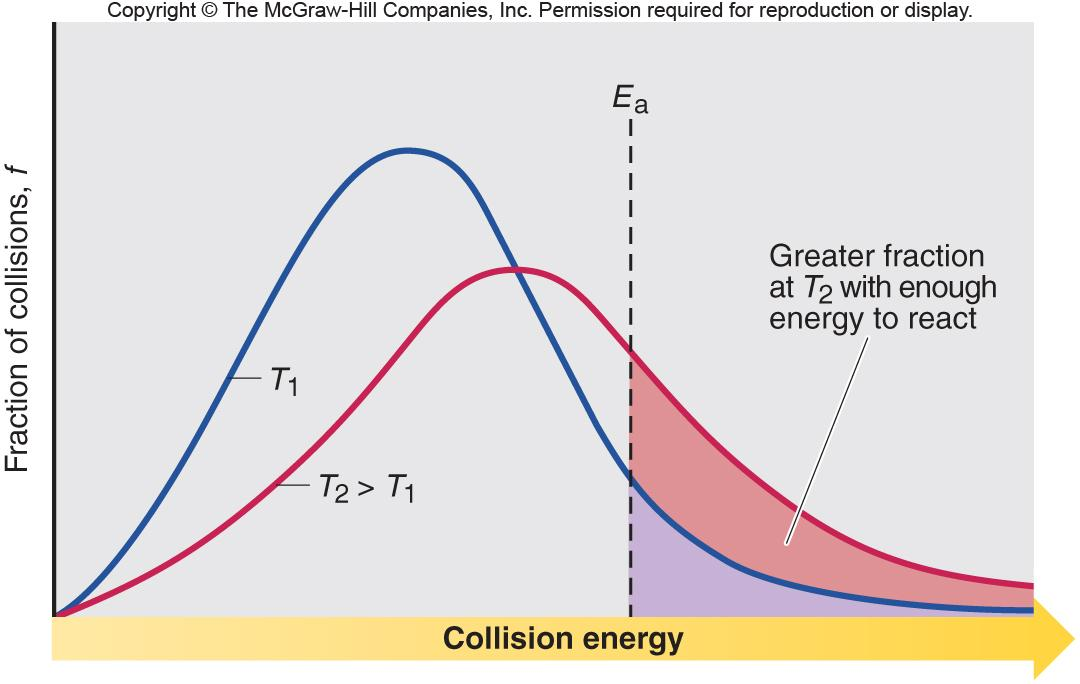 Copyright © The McGraw-Hill Companies, Inc. Permission required for reproduction or display.
Fraction of collisions, f
Ea
Greater fraction
at T2 with enough
energy to react
T1
T2 > T1
Collision energy